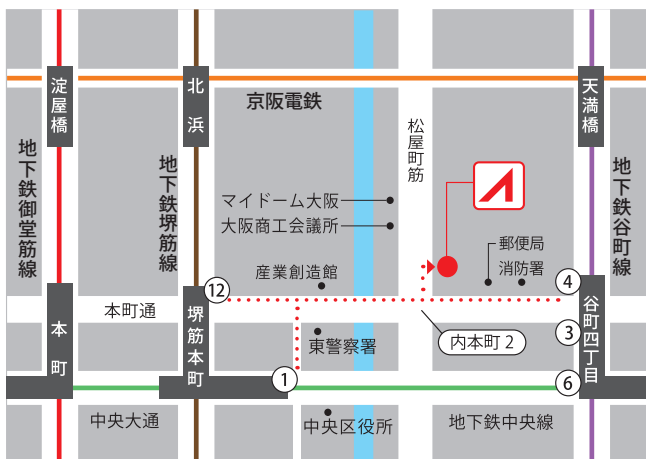 淀屋橋
北浜
天満橋
京阪電鉄
松屋町筋
地下鉄御堂筋線
地下鉄堺筋線
地下鉄谷町線
マイドーム大阪
大阪商工会議所
郵便局
消防署
産業創造館
12
4
本町通
本町
堺筋本町
谷町四丁目
3
内本町2
東警察署
1
6
中央大通
中央区役所
地下鉄中央線